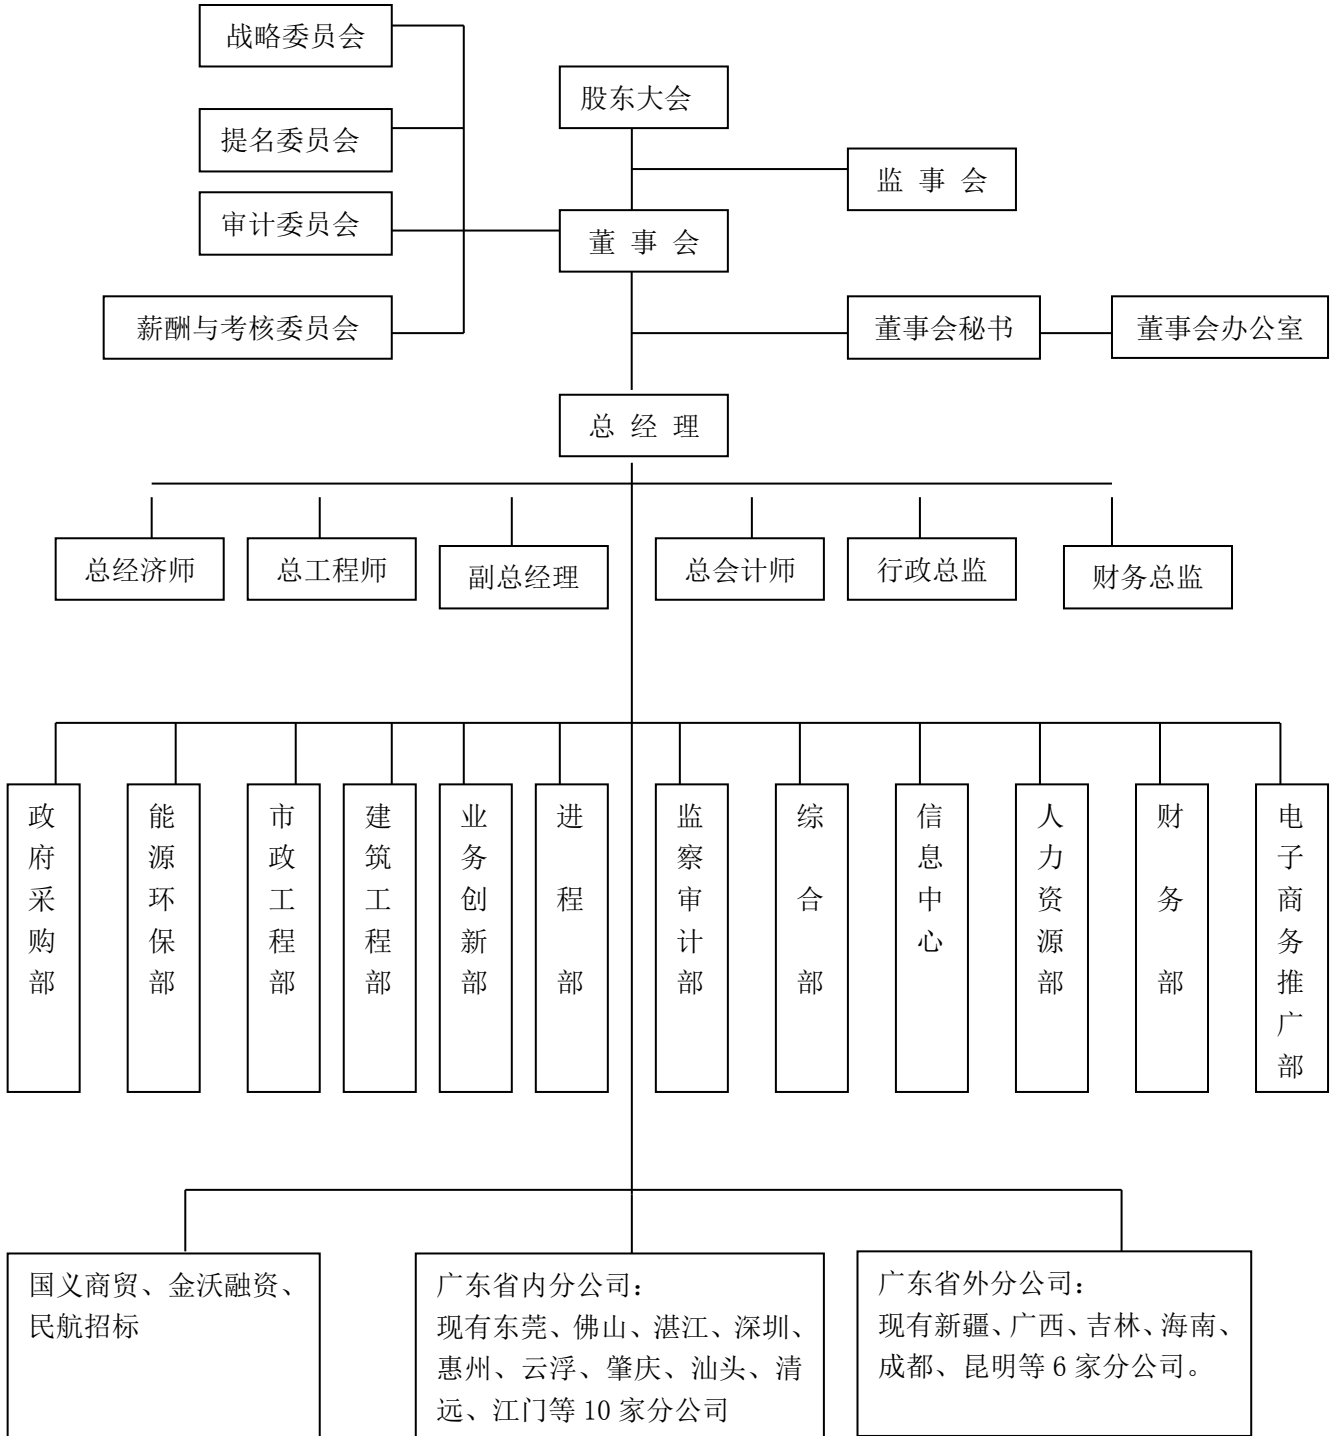 战略委员会
股东大会
提名委员会
监 事 会
审计委员会
董 事 会
薪酬与考核委员会
董事会秘书
董事会办公室
总 经 理
总经济师
总工程师
副总经理
总会计师
行政总监
财务总监
政府采购部
能源环保部
市政工程部
建筑工程部
业务创新部
进程部
监察审计部
综合部
信息中心
人力资源部
财务部
电子商务推广部
国义商贸、金沃融资、
民航招标
广东省内分公司：
现有东莞、佛山、湛江、深圳、
惠州、云浮、肇庆、汕头、清
远、江门等 10 家分公司
广东省外分公司：
现有新疆、广西、吉林、海南、
成都、昆明等 6 家分公司。